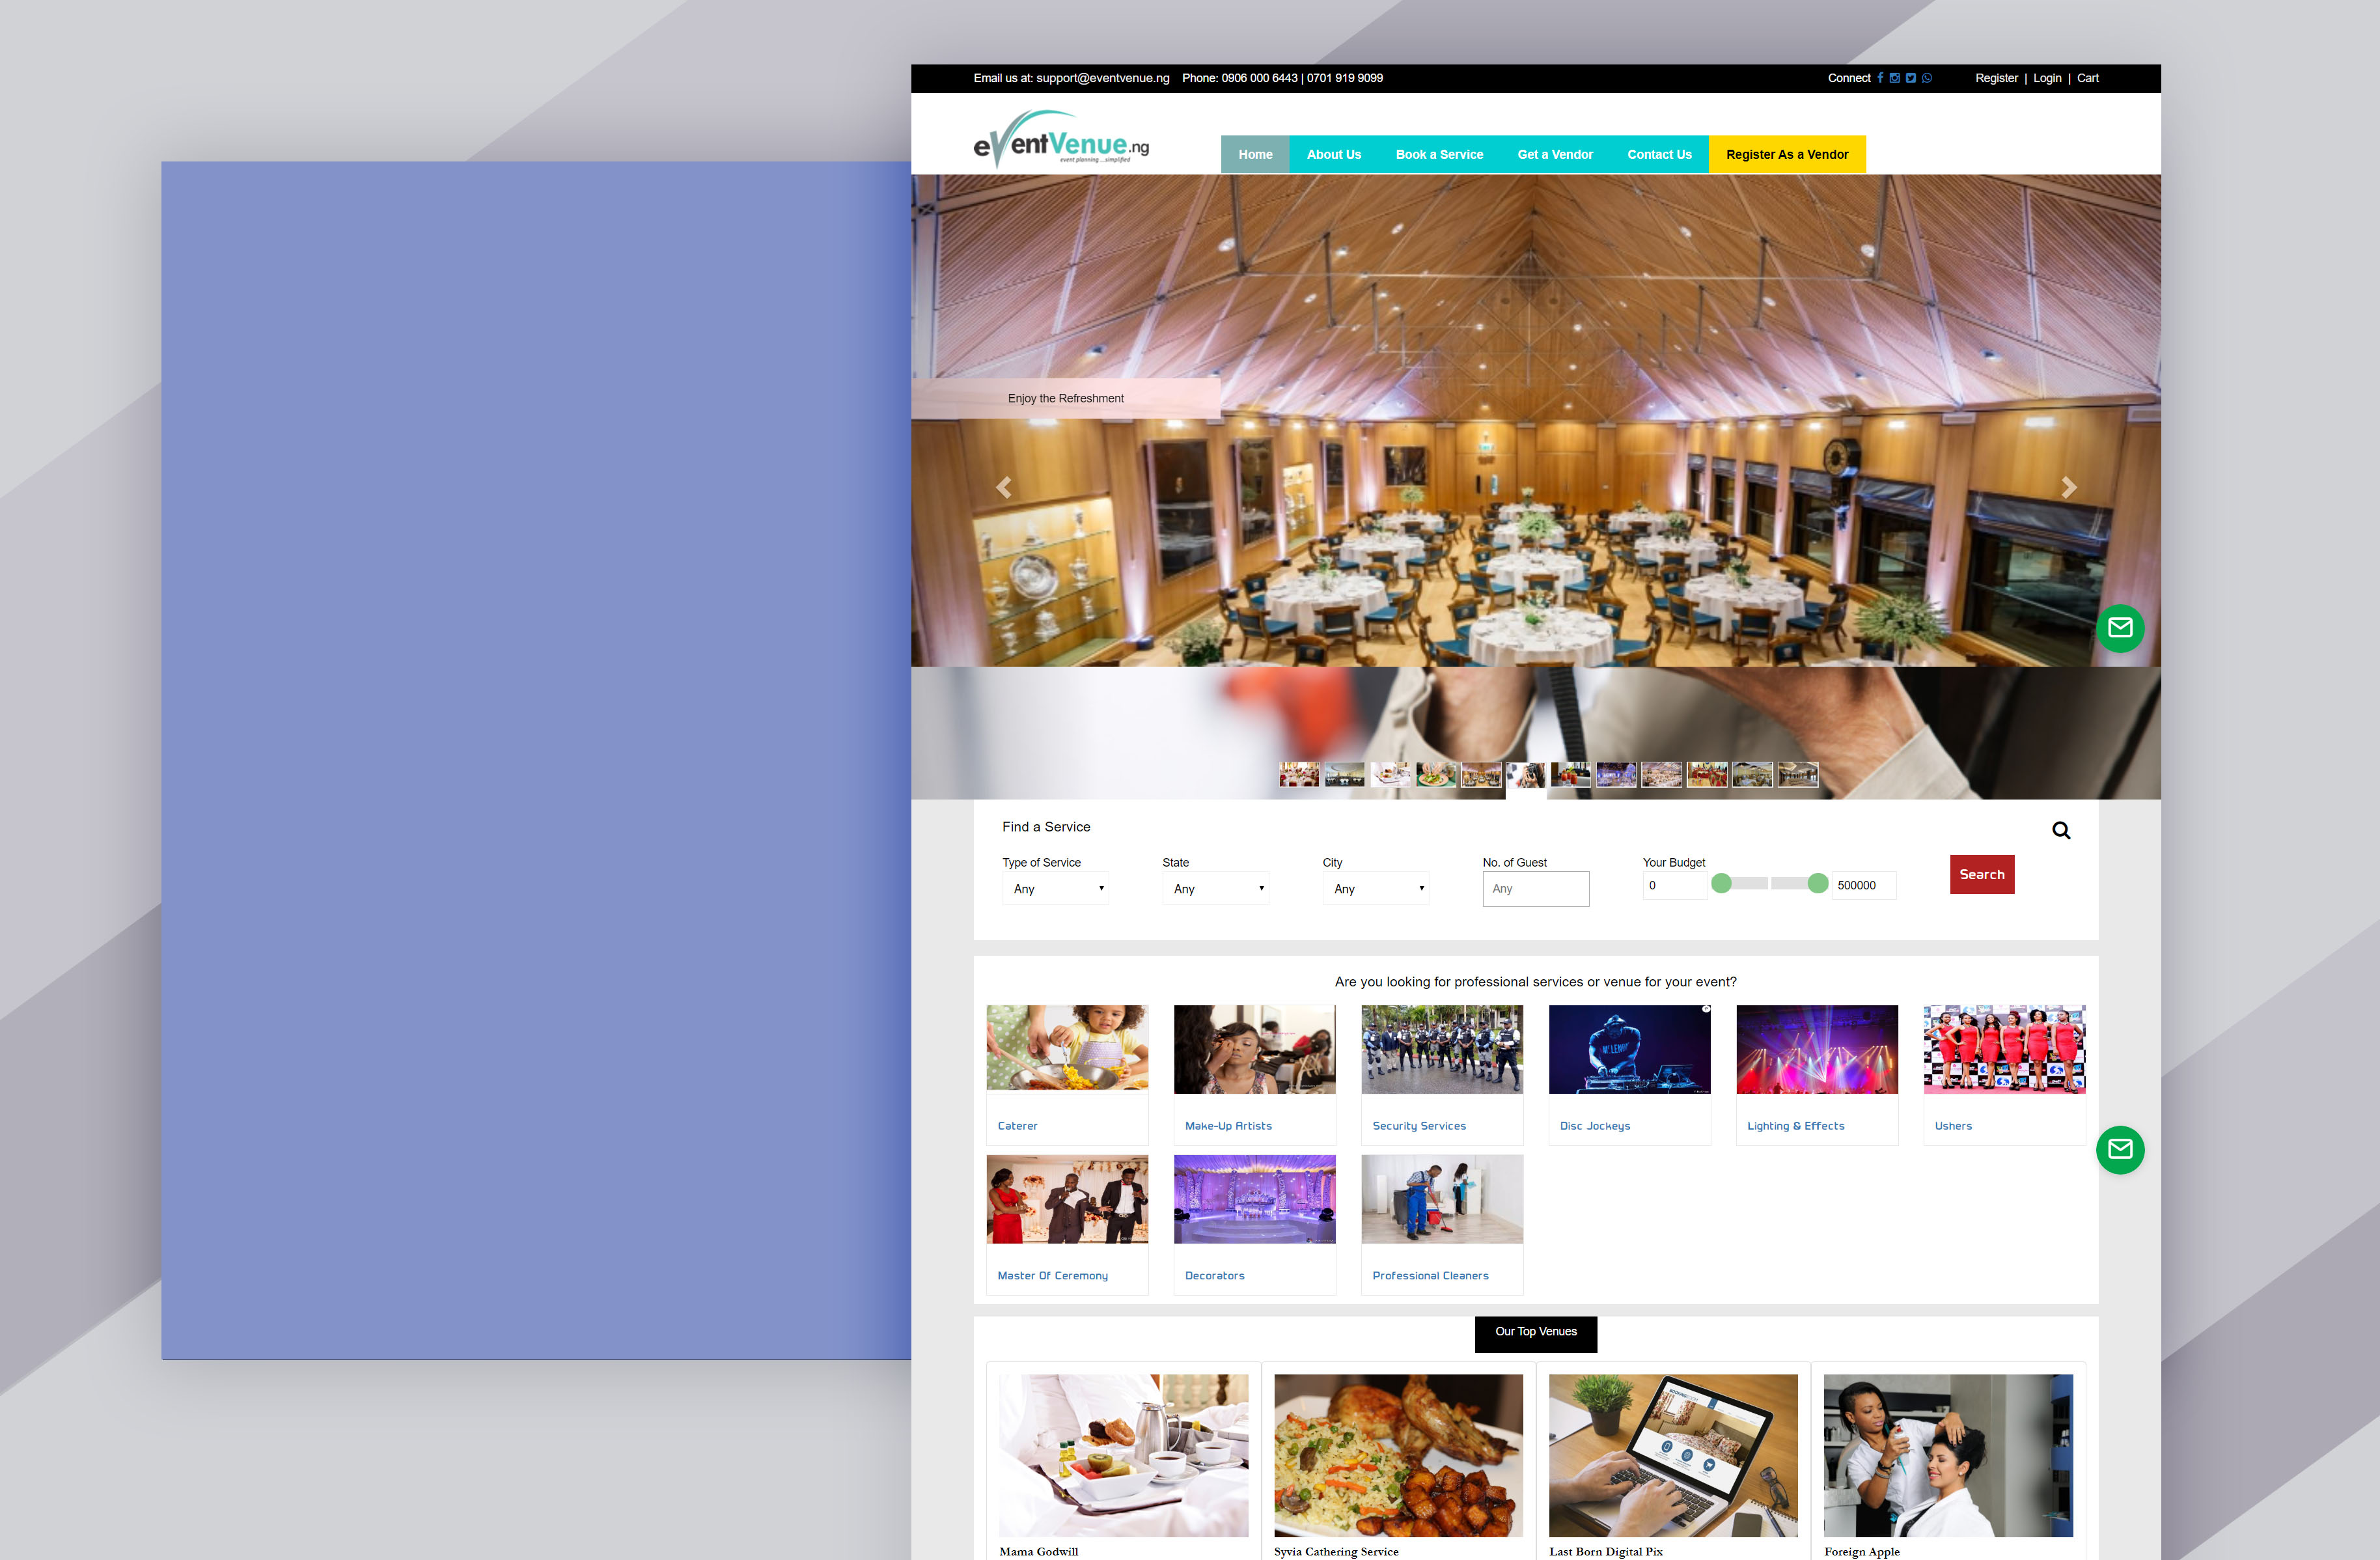 Email us at: support@eventvenue.ng Phone: 0906 000 6443 | 0701 919 9099
Connect
Register | Login | Cart
eVentVenue.ng
event planning ...simplified
Home About Us Book a Service Get a Vendor Contact Us Register As a Vendor
Enjoy the Refreshment
Find a Service
Type of Service State City No. of Guest Your Budget
Any Any Any Any 0 500000
Search
Are you looking for professional services or venue for your event?
Caterer Make-Up Artists Security Services Disc Jockeys Lighting & Effects Ushers
Master Of Ceremony Decorators Professional Cleaners
Our Top Venues
Mama Godwill Syvia Cathering Service Last Born Digital Pix Foreign Apple